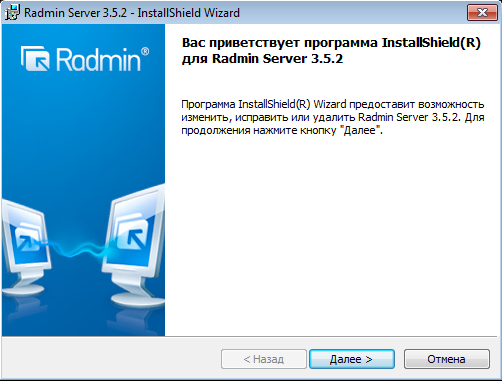 Radmin Server 3.5.2 - InstallShield Wizard
Radmin®
Вас приветствует программа InstallShield(R)
для Radmin Server 3.5.2
Программа InstallShield(R) Wizard предоставит возможность
изменить, исправить или удалить Radmin Server 3.5.2. Для
продолжения нажмите кнопку "Далее".
< Назад
Далее >
Отмена